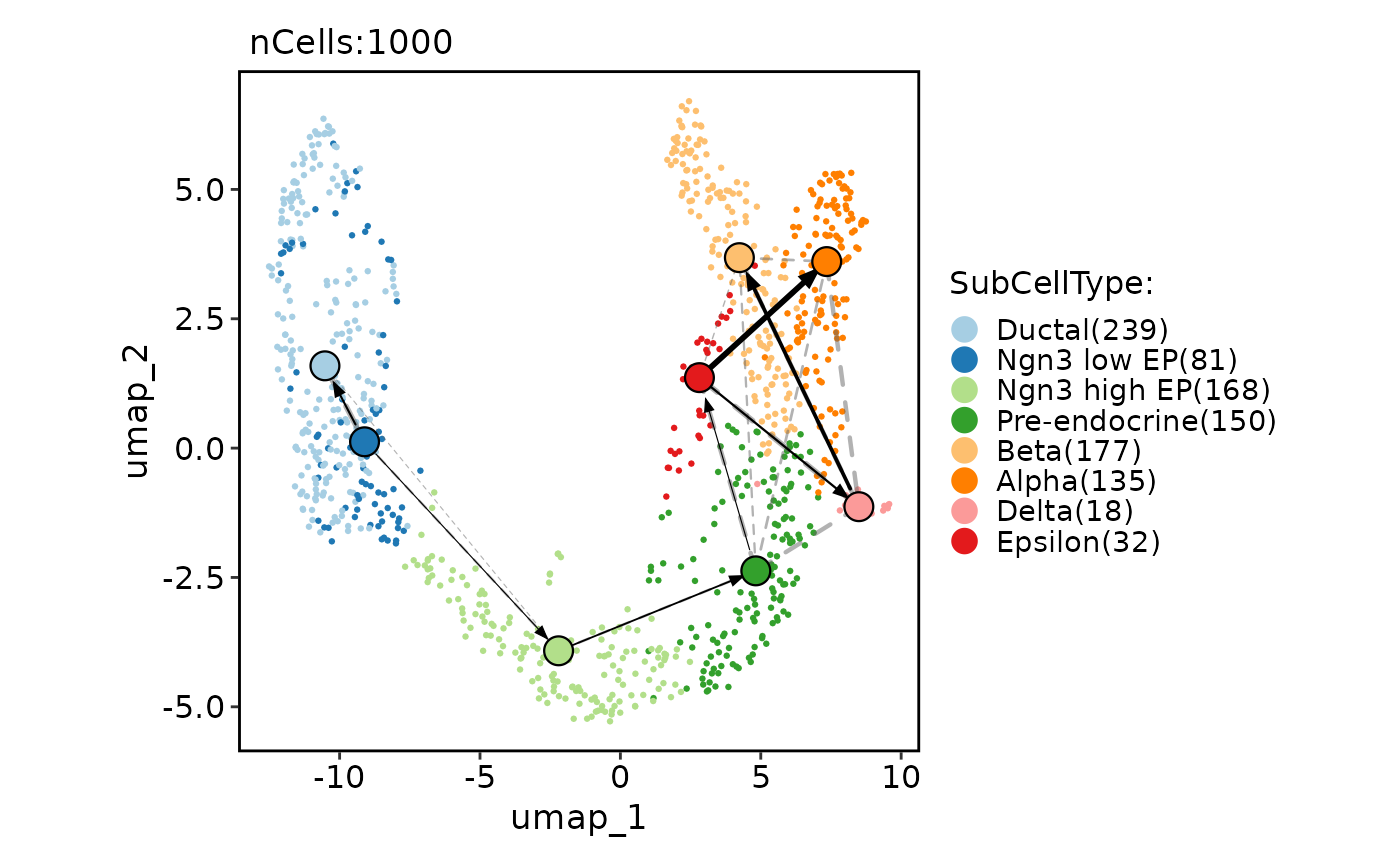 nCells:1000
5.0
2.5
0.0
-2.5
-5.0
umap_2
-10
-5
0
5
10
umap_1
SubCellType:
Ductal(239)
Ngn3 low EP(81)
Ngn3 high EP(168)
Pre-endocrine(150)
Beta(177)
Alpha(135)
Delta(18)
Epsilon(32)